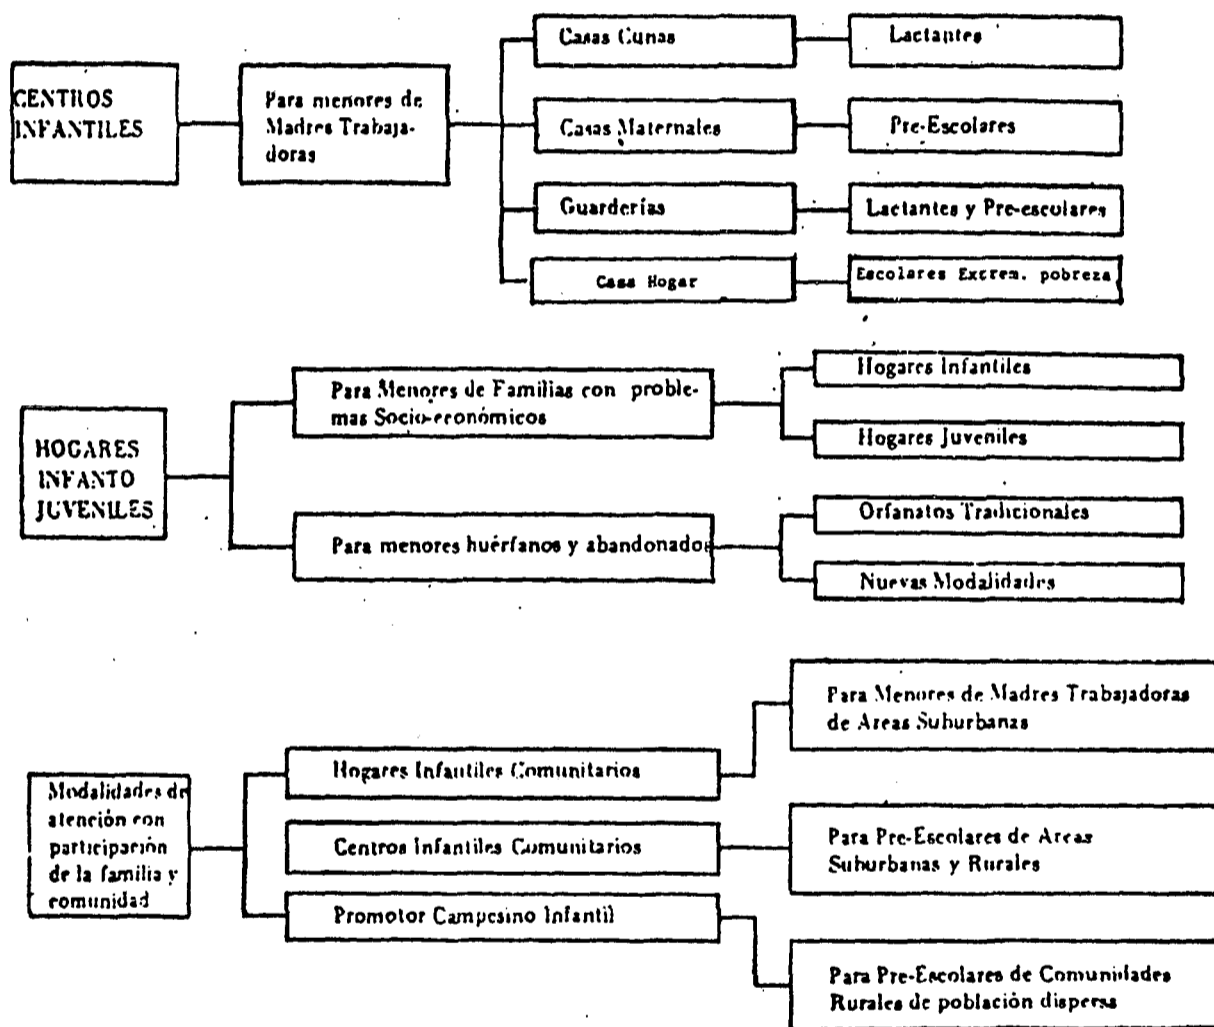 CENTROS
INFANTILES
Para menores de
Madres Trabaja-
doras
Casas Cunas
Lactantes
Casas Maternales
Pre-Escolares
Guarderías
Lactantes y Pre-escolares
Casa Hogar
Escolares Extrem. pobreza
HOGARES
INFANTO
JUVENILES
Para Menores de Familias con proble-
mas Socio-económicos
Hogares Infantiles
Hogares Juveniles
Para menores huérfanos y abandonados
Orfanatos Tradicionales
Nuevas Modalidades
Modalidades de
atención con
participación
de la familia y
comunidad
Hogares Infantiles Comunitarios
Para Menores de Madres Trabajadoras
de Areas Suburbanas
Centros Infantiles Comunitarios
Para Pre-Escolares de Areas
Suburbanas y Rurales
Promotor Campesino Infantil
Para Pre-Escolares de Comunidades
Rurales de población dispersa